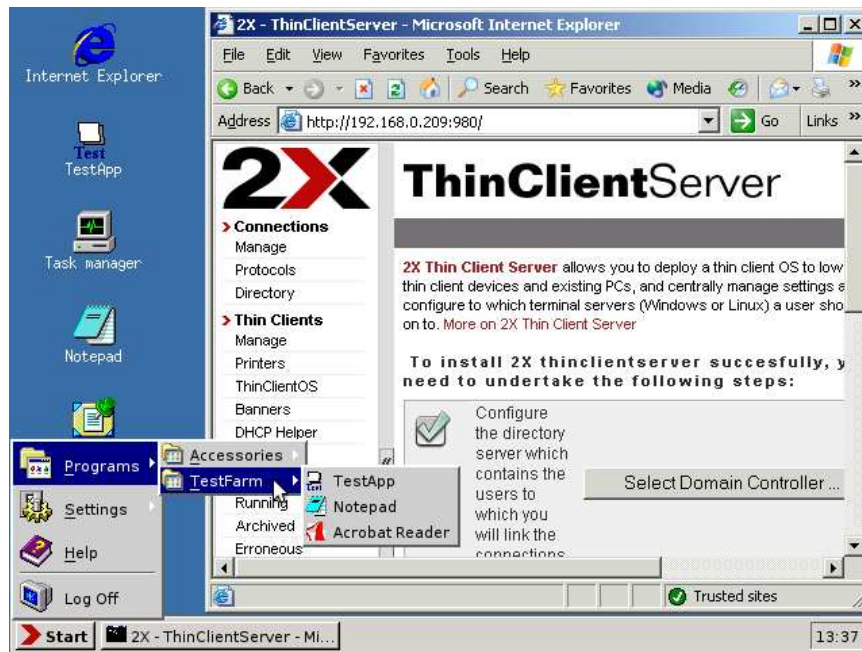 Internet Explorer
Test
TestApp
Task manager
Notepad
2X - ThinClientServer - Microsoft Internet Explorer
File Edit View Favorites Tools Help
Back Search Favorites Media
Address http://192.168.0.209:980/ Go Links
2X
Connections
Manage
Protocols
Directory
Thin Clients
Manage
Printers
ThinClientOS
Banners
DHCP Helper
Running
Archived
Erroneous
ThinClientServer
2X Thin Client Server allows you to deploy a thin client OS to low
thin client devices and existing PCs, and centrally manage settings a
configure to which terminal servers (Windows or Linux) a user sho
on to. More on 2X Thin Client Server
To install 2X thinclientserver succesfully, y
need to undertake the following steps:
Configure
the directory
server which
contains the
users to
which you
will link the
connections
Select Domain Controller ...
Trusted sites
Programs
Settings
Help
Log Off
Accessories
TestFarm
TestApp
Notepad
Acrobat Reader
Start
2X - ThinClientServer - Mi...
13:37